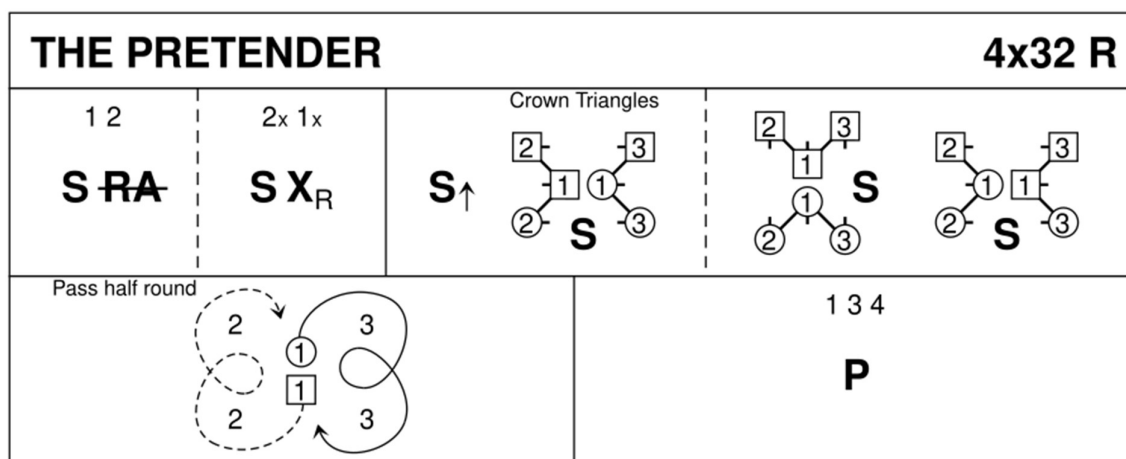 THE PRETENDER 4x32 R
1 2
S RA
2x 1x
S XR
Crown Triangles
S↑
2 3
1 1
2 3
S
2 3
1
S
1
2 3
2 3
1 1
2 3
S
Pass half round
2 3
1
1
2 3
1 3 4
P